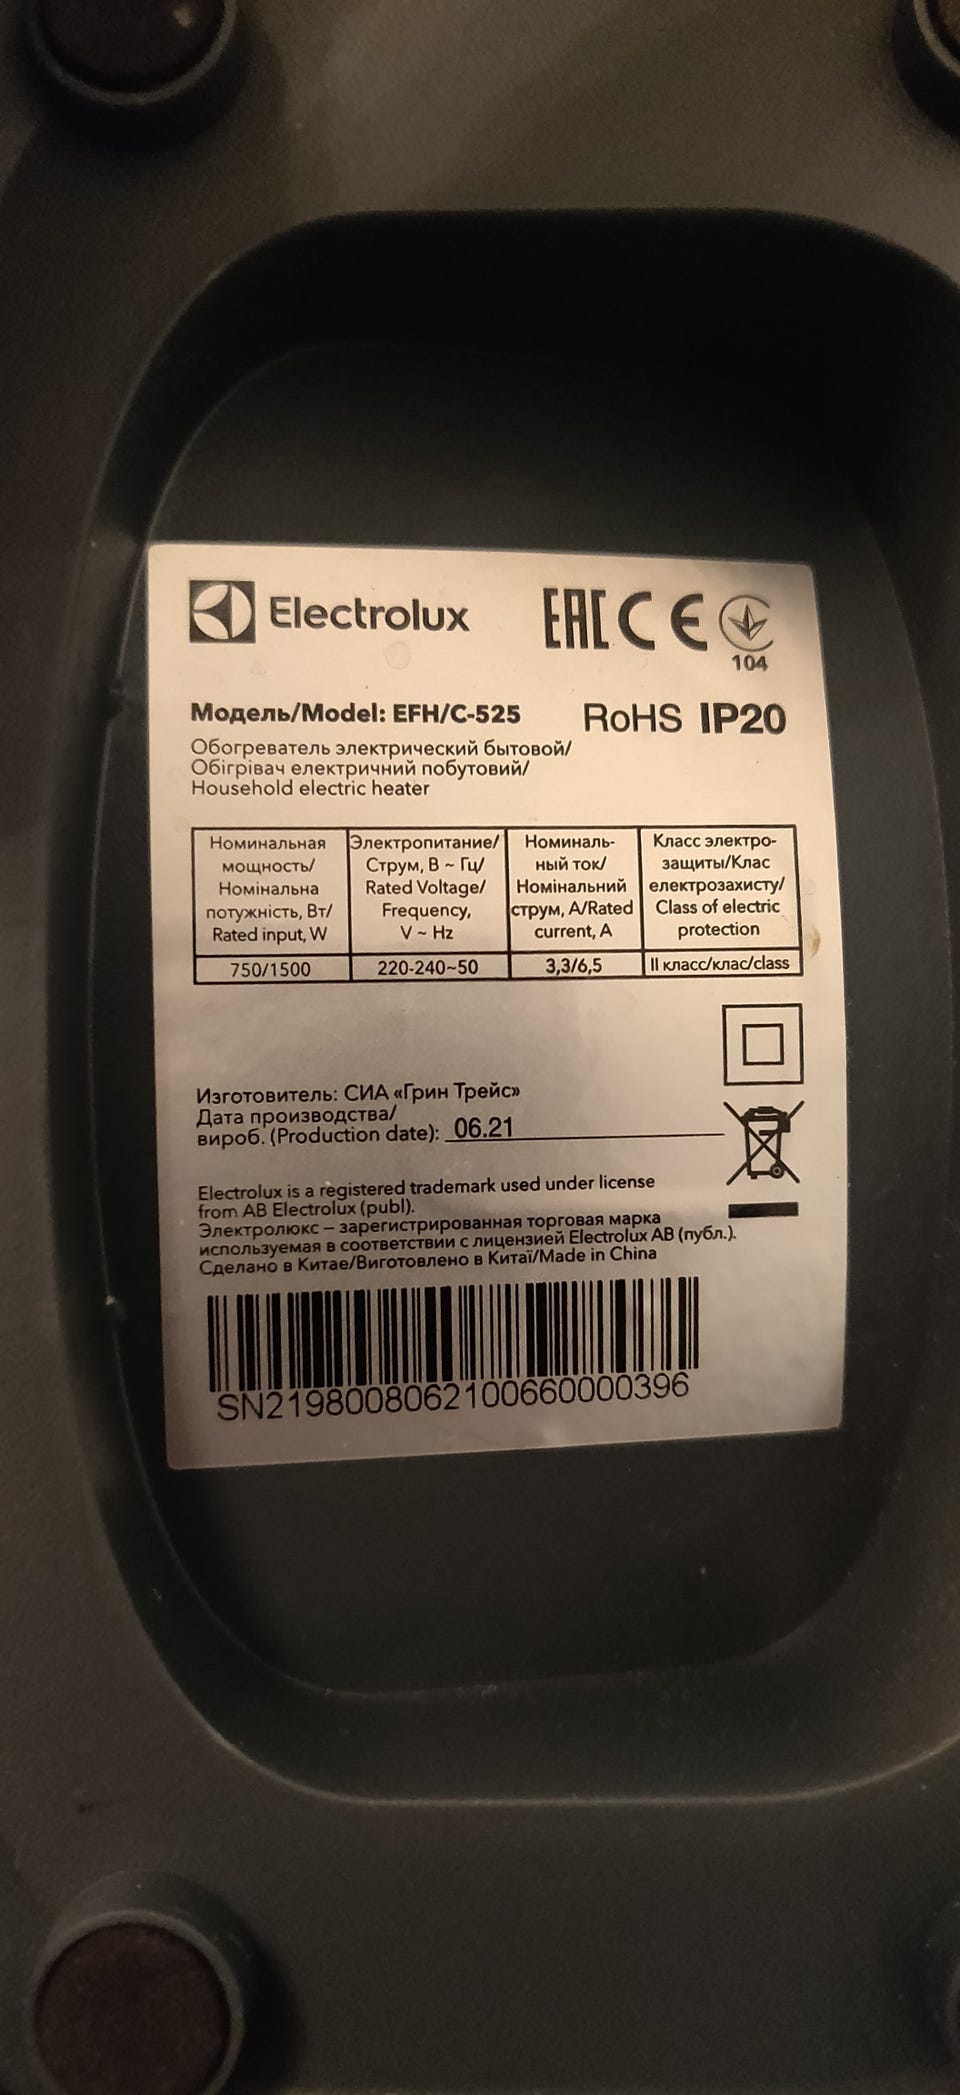 Electrolux
EAC CE
104
Модель/Model: EFH/C-525
RoHS IP20
Обогреватель электрический бытовой/
Обігрівач електричний побутовий/
Household electric heater
Номинальная
мощность/
Номінальна
потужність, Вт/
Rated input, W
Электропитание/
Струм, В ~ Гц/
Rated Voltage/
Frequency,
V ~ Hz
Номиналь-
ный ток/
Номінальний
струм, А/Rated
current, A
Класс электро-
защиты/Клас
електрозахисту/
Class of electric
protection
750/1500
220-240~50
3,3/6,5
II класс/клас/class
Изготовитель: СИА «Грин Трейс»
Дата производства/
вироб. (Production date): 06.21
Electrolux is a registered trademark used under license
from AB Electrolux (publ).
Электролюкс – зарегистрированная торговая марка
используемая в соответствии с лицензией Electrolux AB (публ.).
Сделано в Китае/Виготовлено в Китаї/Made in China
SN21980080621006600​00396